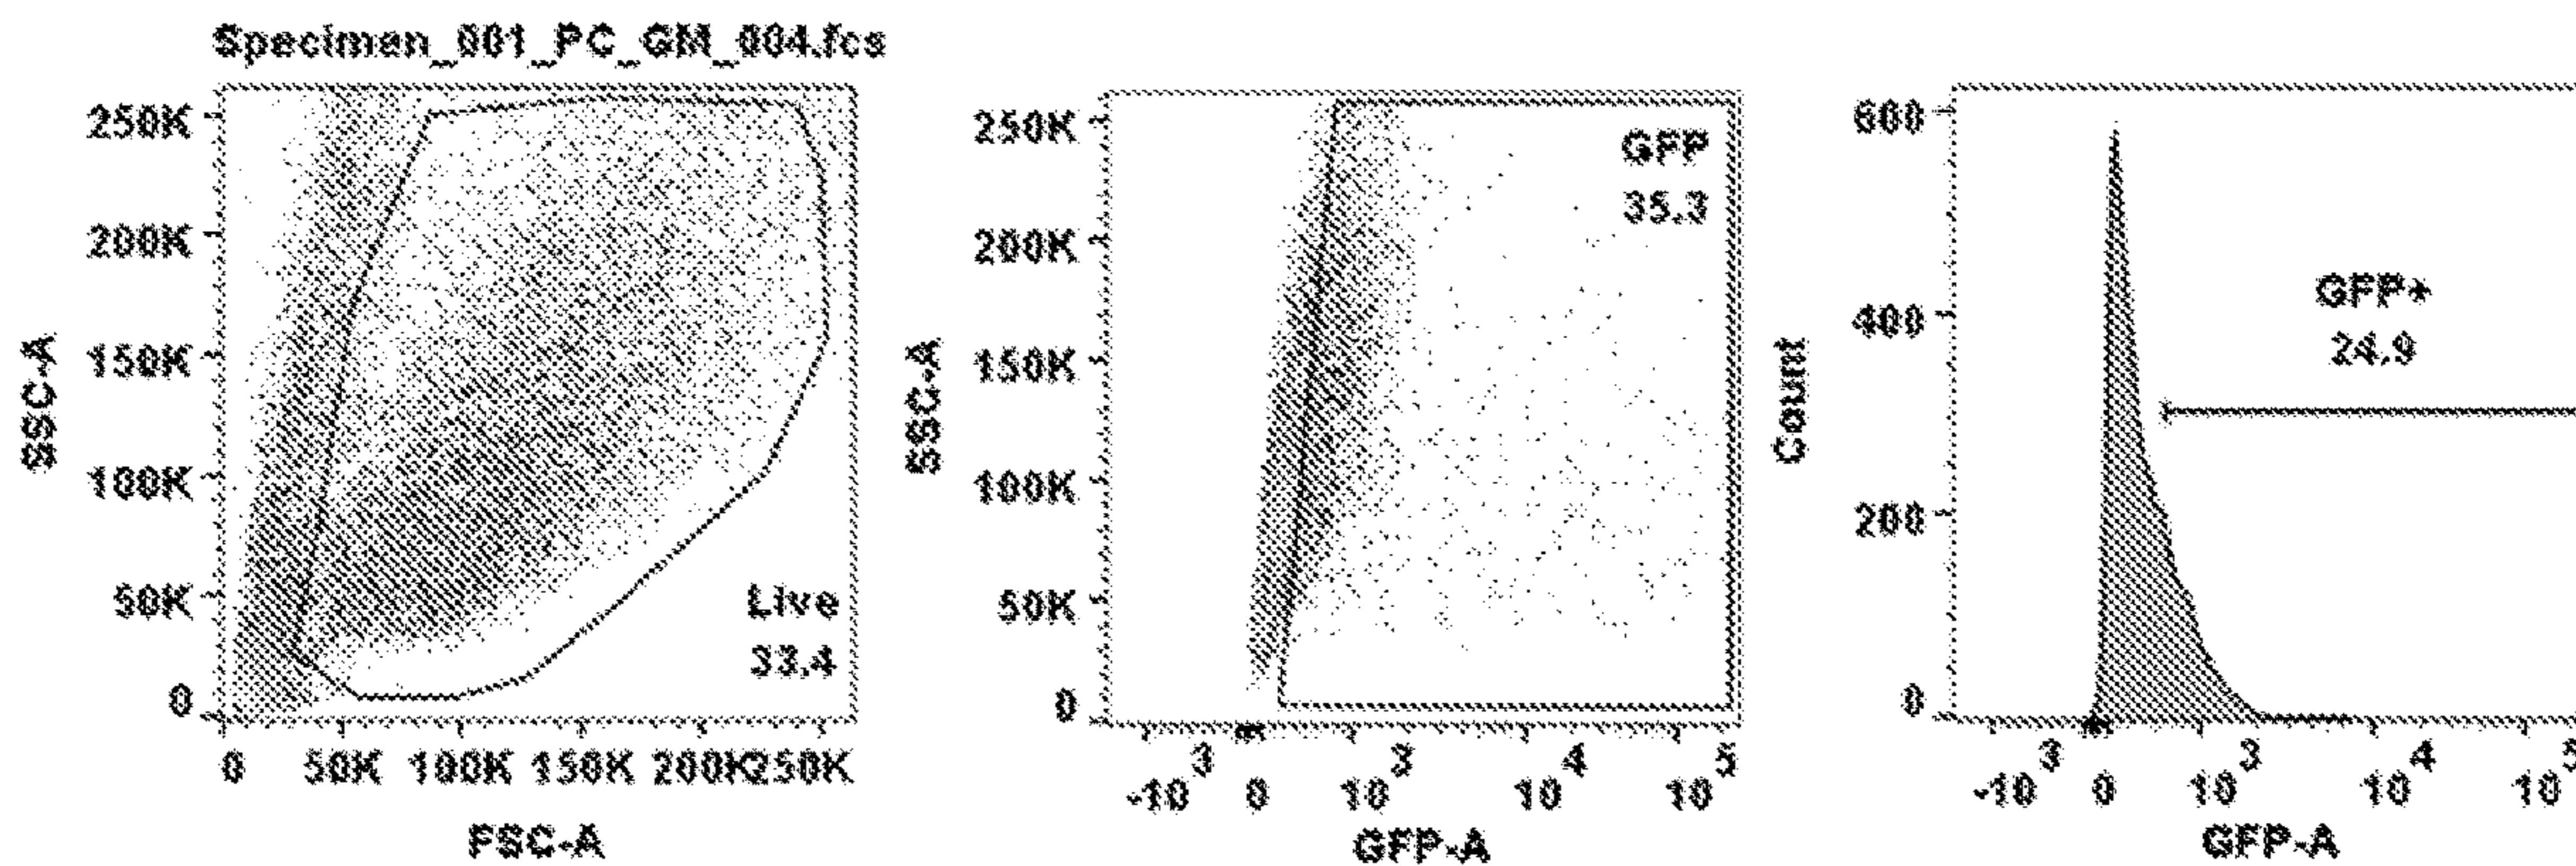 Speciman_001_PC_GM_004.fcs
SSC-A
250K
200K
150K
100K
50K
0
Live
33.4
0 50K 100K 150K 200K 250K
FSC-A
SSC-A
250K
200K
150K
100K
50K
0
GFP
35.3
-10 3 0 10 3 10 4 10 5
GFP-A
Count
600
400
200
0
GFP+
24.9
-10 3 0 10 3 10 4 10 5
GFP-A